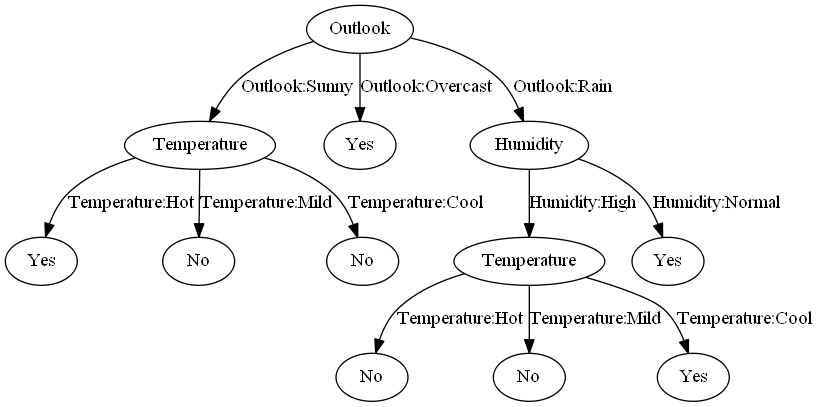 Outlook
Outlook:Sunny
Outlook:Overcast
Outlook:Rain
Temperature
Yes
Humidity
Temperature:Hot
Temperature:Mild
Temperature:Cool
Humidity:High
Humidity:Normal
Yes
No
No
Temperature
Yes
Temperature:Hot
Temperature:Mild
Temperature:Cool
No
No
Yes